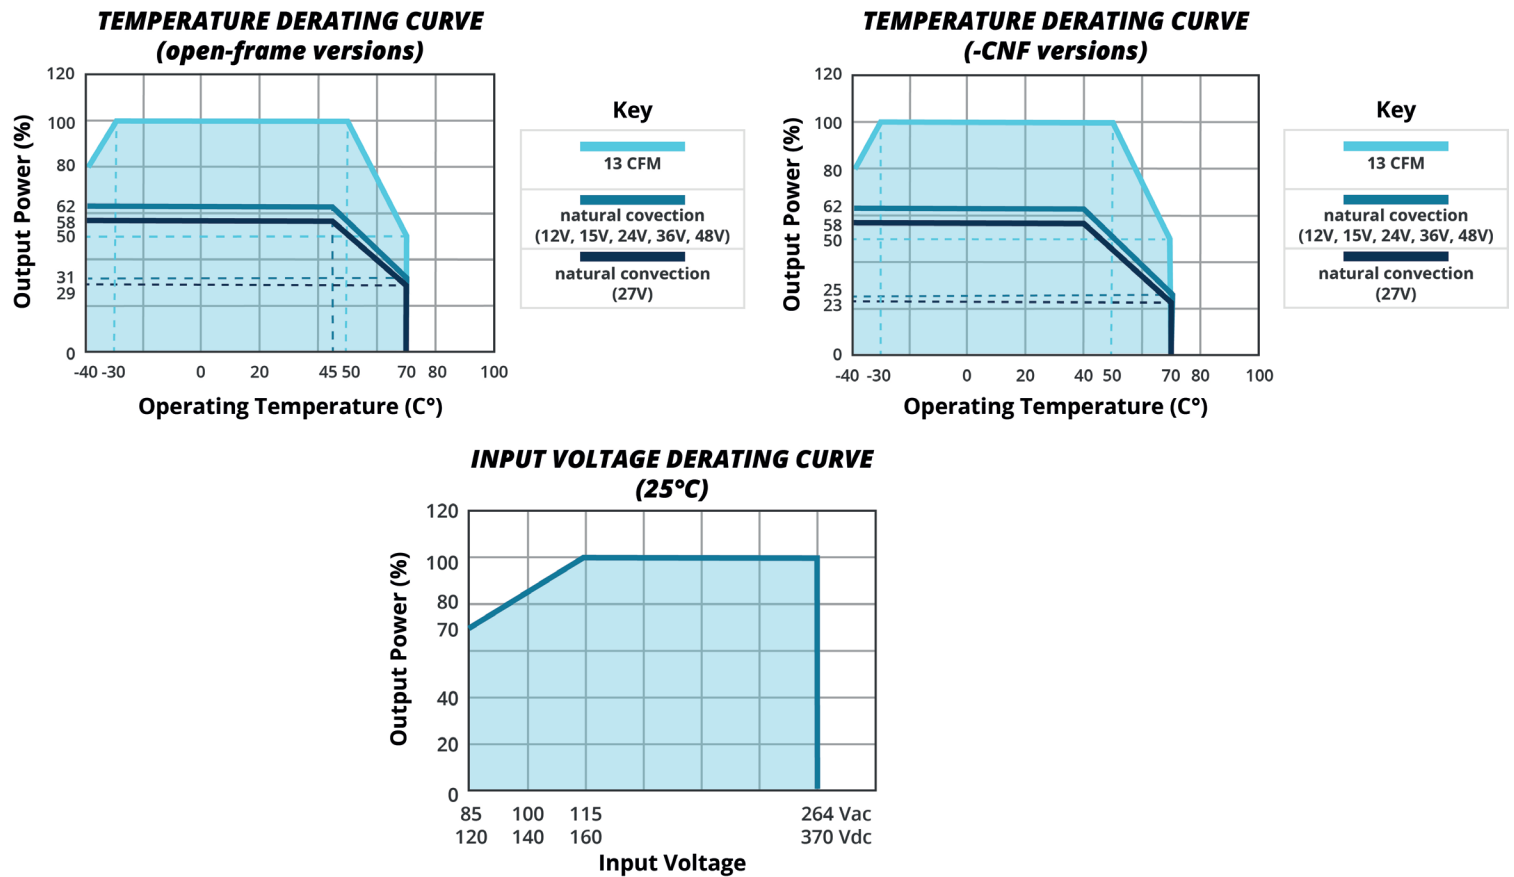 TEMPERATURE DERATING CURVE
(open-frame versions)
120
100
80
62
58
50
31
29
0
Output Power (%)
-40 -30 0 20 45 50 70 80 100
Operating Temperature (C°)
Key
13 CFM
natural covection
(12V, 15V, 24V, 36V, 48V)
natural convection
(27V)
TEMPERATURE DERATING CURVE
(-CNF versions)
120
100
80
62
58
50
25
23
0
Output Power (%)
-40 -30 0 20 40 50 70 80 100
Operating Temperature (C°)
Key
13 CFM
natural covection
(12V, 15V, 24V, 36V, 48V)
natural convection
(27V)
INPUT VOLTAGE DERATING CURVE
(25°C)
120
100
80
70
40
20
0
Output Power (%)
85 100 115 264 Vac
120 140 160 370 Vdc
Input Voltage